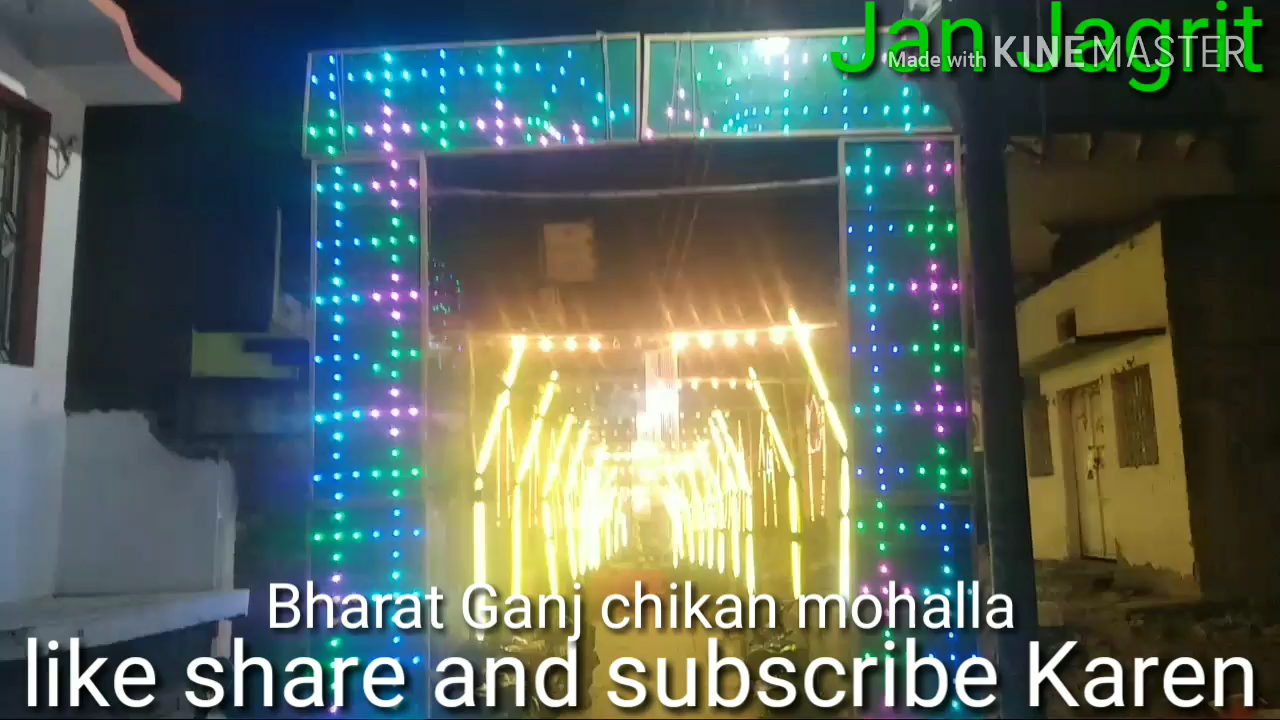 Jan Jagrit
Made with KINEMASTER
Bharat Ganj chikan mohalla
like share and subscribe Karen